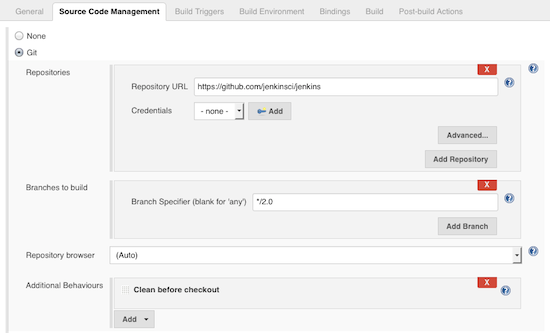 General Source Code Management Build Triggers Build Environment Bindings Build Post-build Actions
None
Git
Repositories
X
Repository URL https://github.com/jenkinsci/jenkins
Credentials - none - Add
Advanced...
Add Repository
Branches to build
X
Branch Specifier (blank for 'any') */2.0
Add Branch
Repository browser (Auto)
Additional Behaviours
X
Clean before checkout
Add